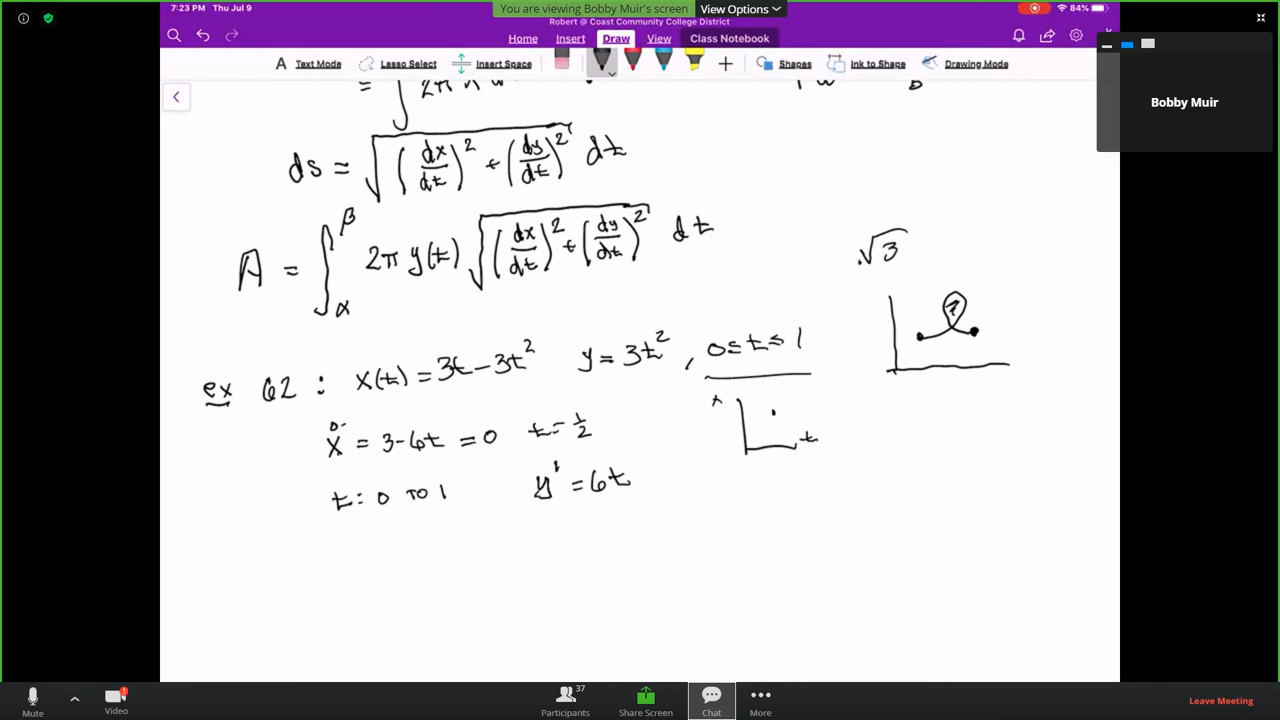 You are viewing Bobby Muir's screen View Options
7:23 PM Thu Jul 9
84%
Robert @ Coast Community College District
Home Insert Draw View Class Notebook
Text Mode Lasso Select Insert Space Shapes Ink to Shape Drawing Mode
Bobby Muir
= ∫ 2π
ds = √((dx/dt)² + (dy/dt)²) dt
A = ∫_α^β 2π y(t) √((dx/dt)² + (dy/dt)²) dt
√3
ex 62 : x(t) = 3t - 3t² y = 3t² , 0 ≤ t ≤ 1
x
t
ẋ = 3-6t = 0 t = 1/2
t = 0 to 1 y' = 6t
37
Mute Video Participants Share Screen Chat More Leave Meeting